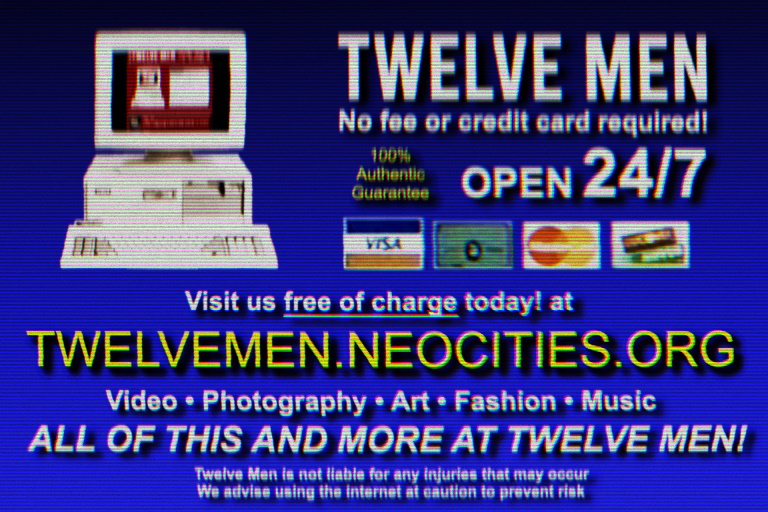 TWELVE MEN
No fee or credit card required!
100%
Authentic
Guarantee
OPEN 24/7
VISA
Visit us free of charge today! at
TWELVEMEN.NEOCITIES.ORG
Video • Photography • Art • Fashion • Music
ALL OF THIS AND MORE AT TWELVE MEN!
Twelve Men is not liable for any injuries that may occur
We advise using the internet at caution to prevent risk